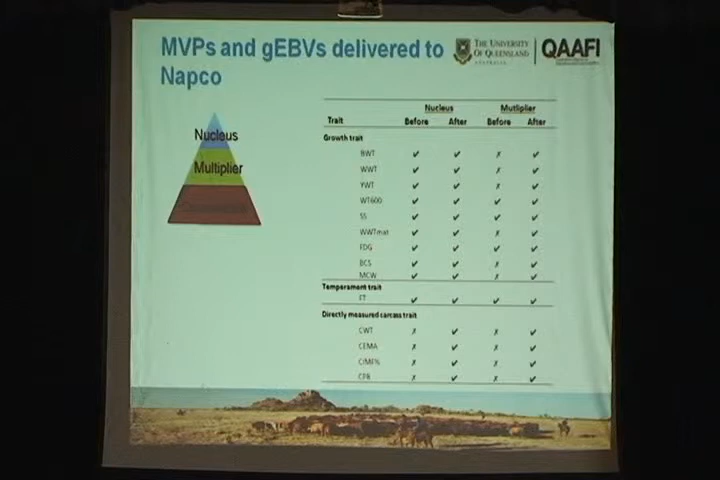 MVPs and gEBVs delivered to
Napco
THE UNIVERSITY
OF QUEENSLAND
AUSTRALIA
QAAFI
Nucleus
Multiplier
Nucleus Mutliplier
Trait Before After Before After
Growth trait
BWT ✓ ✓ ✗ ✓
WWT ✓ ✓ ✗ ✓
YWT ✓ ✓ ✗ ✓
WT600 ✓ ✓ ✓ ✓
SS ✓ ✓ ✓ ✓
WWTmat ✓ ✓ ✗ ✓
FDG ✓ ✓ ✓ ✓
BCS ✓ ✓ ✗ ✓
MCW ✓ ✓ ✗ ✓
Temperament trait
FT ✓ ✓ ✓ ✓
Directly measured carcass trait
CWT ✗ ✓ ✗ ✓
CEMA ✗ ✓ ✗ ✓
CIMF% ✗ ✓ ✗ ✓
CP8 ✗ ✓ ✗ ✓